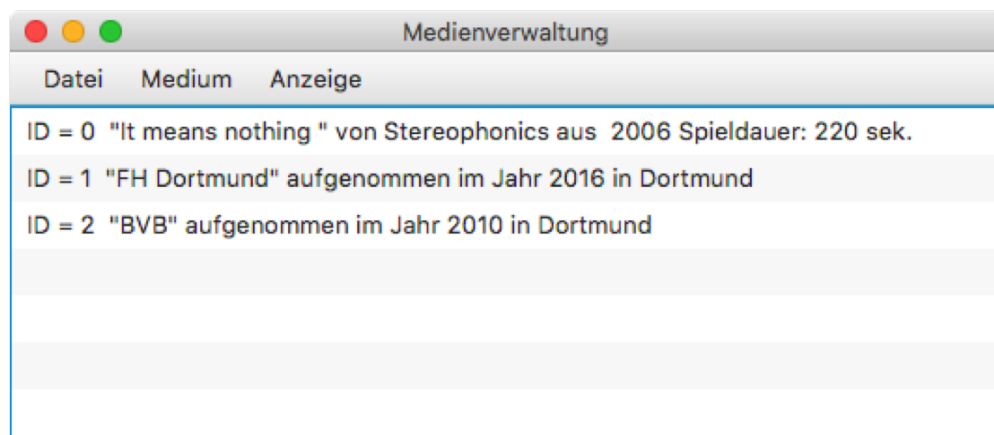 Medienverwaltung
Datei Medium Anzeige
ID = 0 "It means nothing " von Stereophonics aus  2006 Spieldauer: 220 sek.
ID = 1 "FH Dortmund" aufgenommen im Jahr 2016 in Dortmund
ID = 2 "BVB" aufgenommen im Jahr 2010 in Dortmund